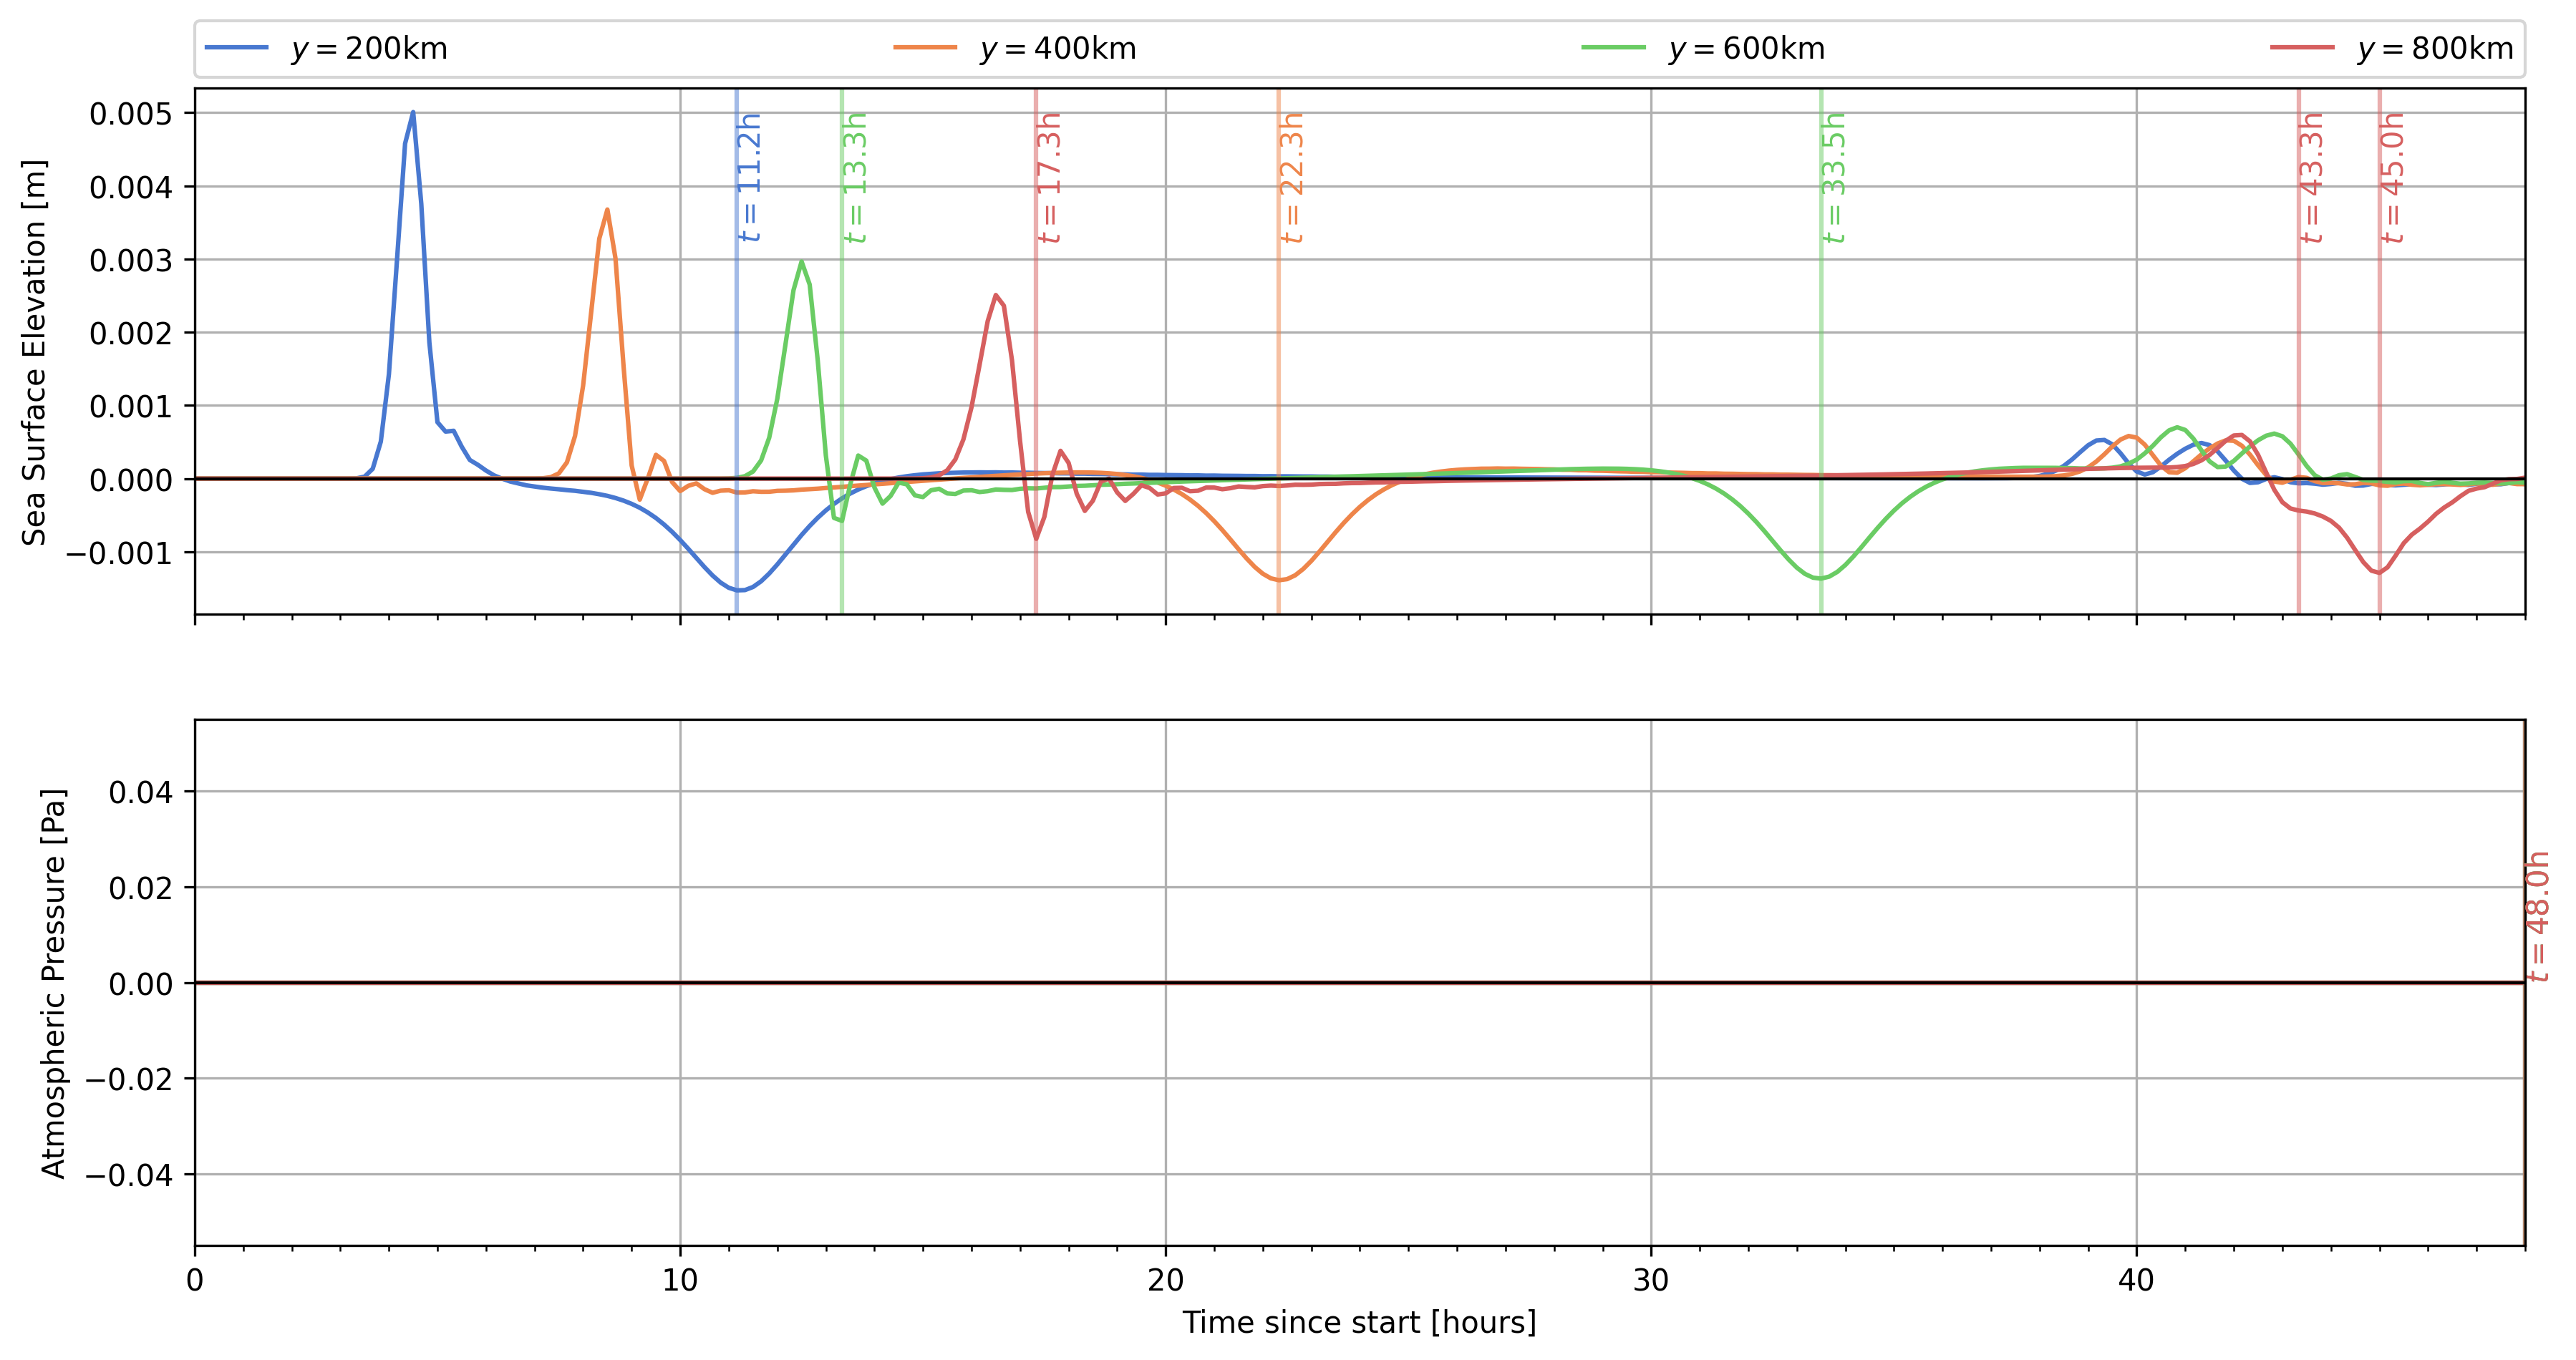 y = 200km
y = 400km
y = 600km
y = 800km
Sea Surface Elevation [m]
0.005
0.004
0.003
0.002
0.001
0.000
−0.001
t = 11.2h
t = 13.3h
t = 17.3h
t = 22.3h
t = 33.5h
t = 43.3h
t = 45.0h
Atmospheric Pressure [Pa]
0.04
0.02
0.00
−0.02
−0.04
t = 48.0h
0
10
20
30
40
Time since start [hours]